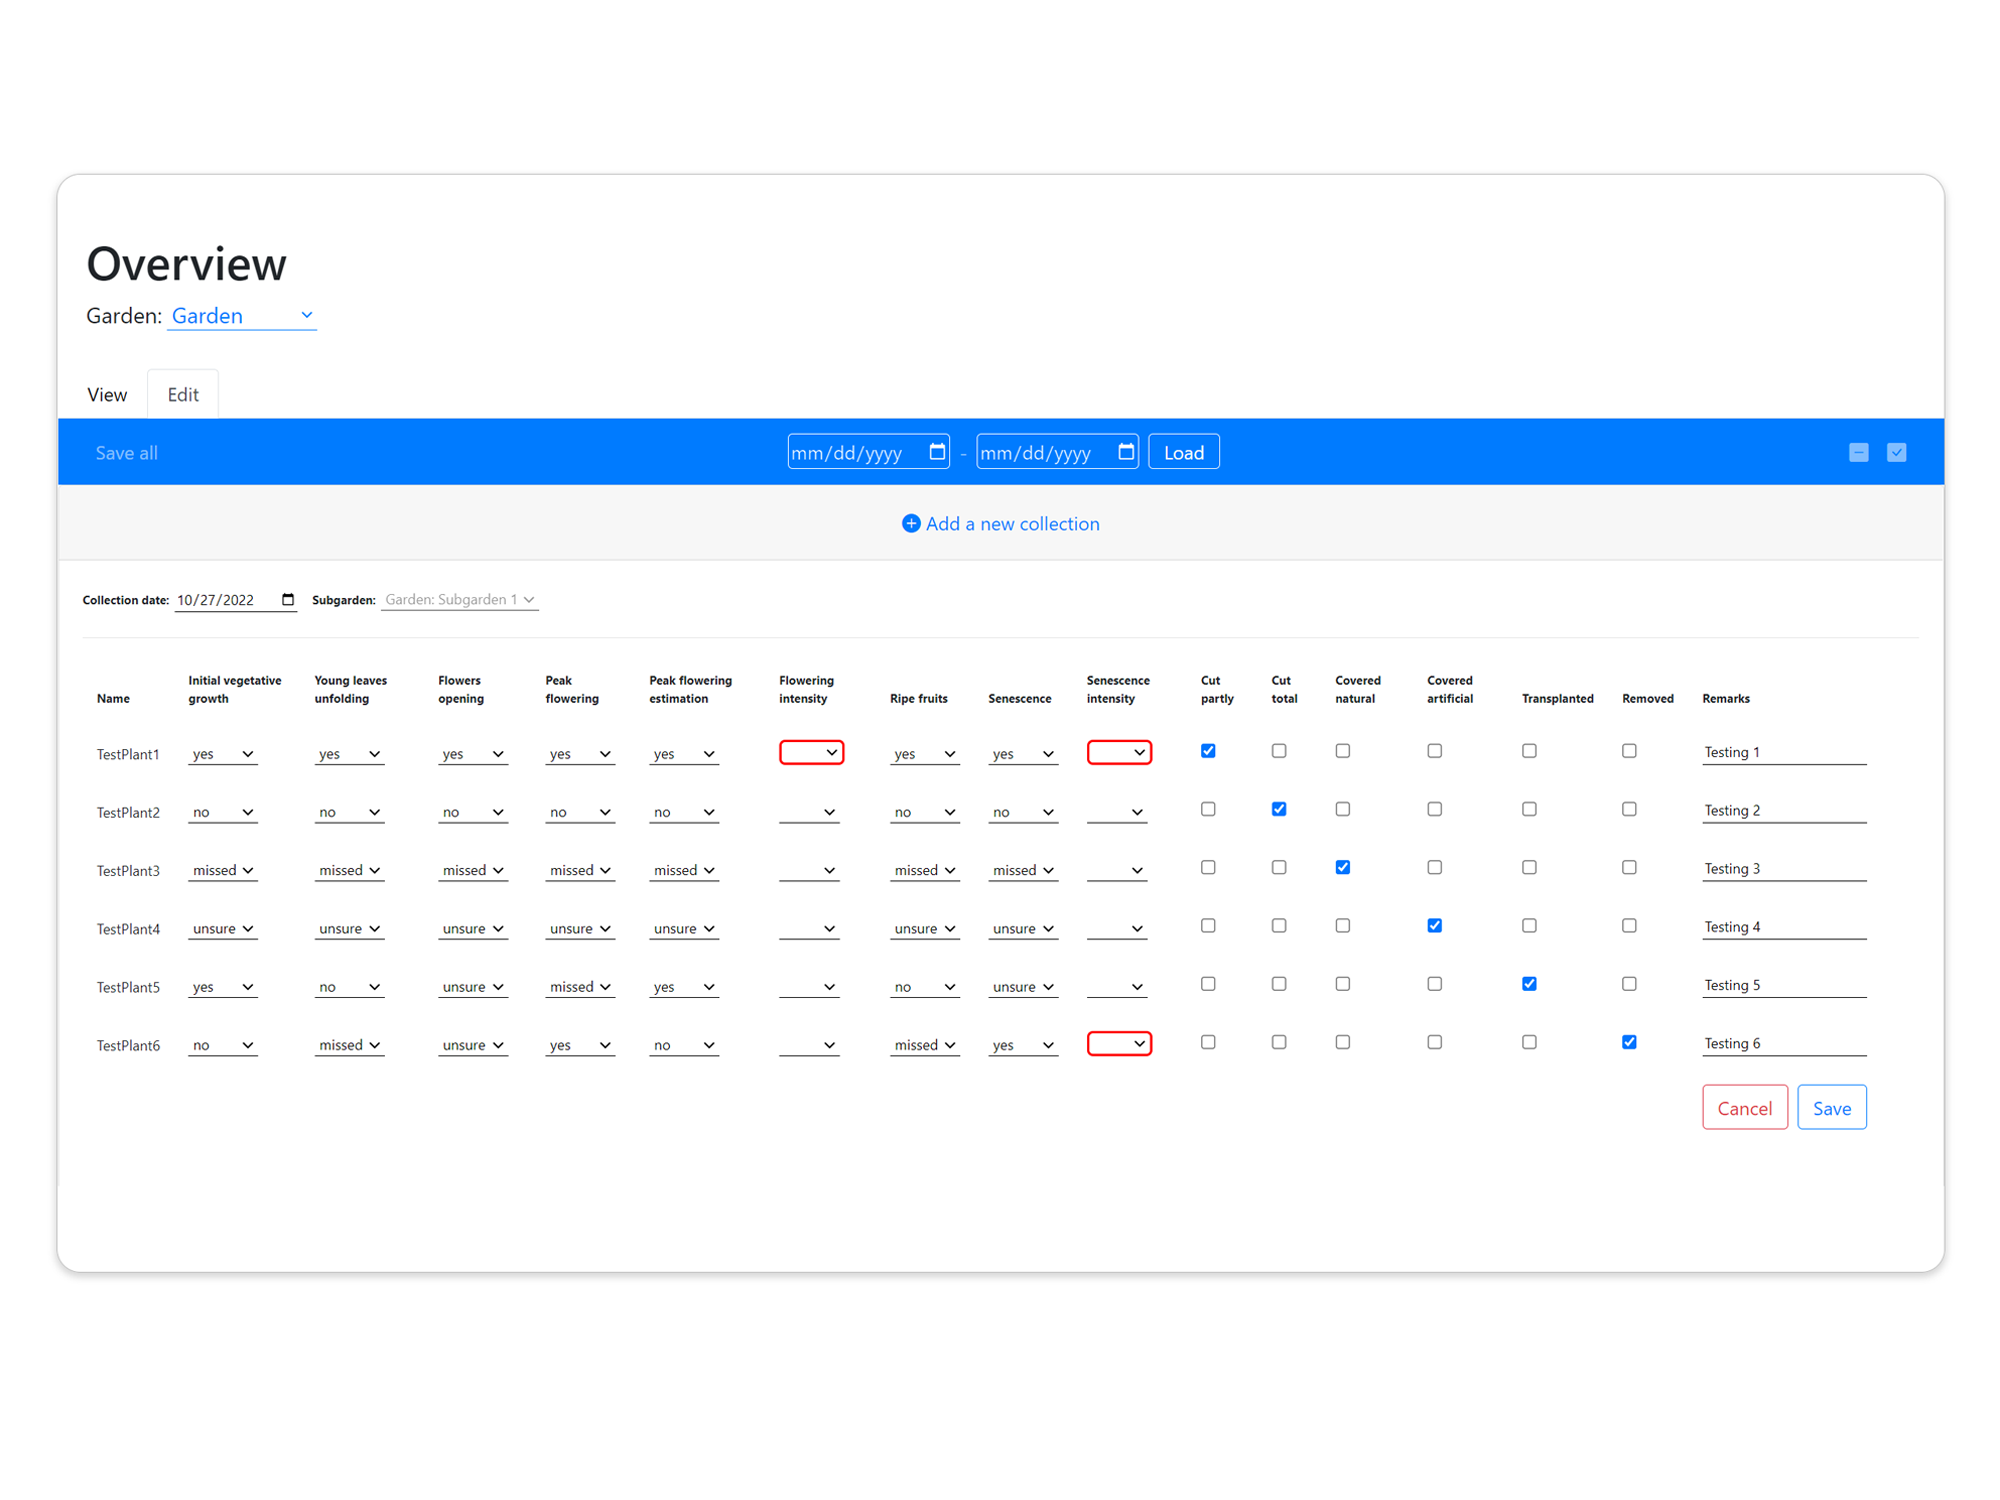 Overview
Garden: Garden
View Edit
Save all mm/dd/yyyy - mm/dd/yyyy Load
Add a new collection
Collection date: 10/27/2022 Subgarden: Garden: Subgarden 1
Name Initial vegetative growth Young leaves unfolding Flowers opening Peak flowering Peak flowering estimation Flowering intensity Ripe fruits Senescence Senescence intensity Cut partly Cut total Covered natural Covered artificial Transplanted Removed Remarks
TestPlant1 yes yes yes yes yes yes yes Testing 1
TestPlant2 no no no no no no no Testing 2
TestPlant3 missed missed missed missed missed missed missed Testing 3
TestPlant4 unsure unsure unsure unsure unsure unsure unsure Testing 4
TestPlant5 yes no unsure missed yes no unsure Testing 5
TestPlant6 no missed unsure yes no missed yes Testing 6
Cancel Save